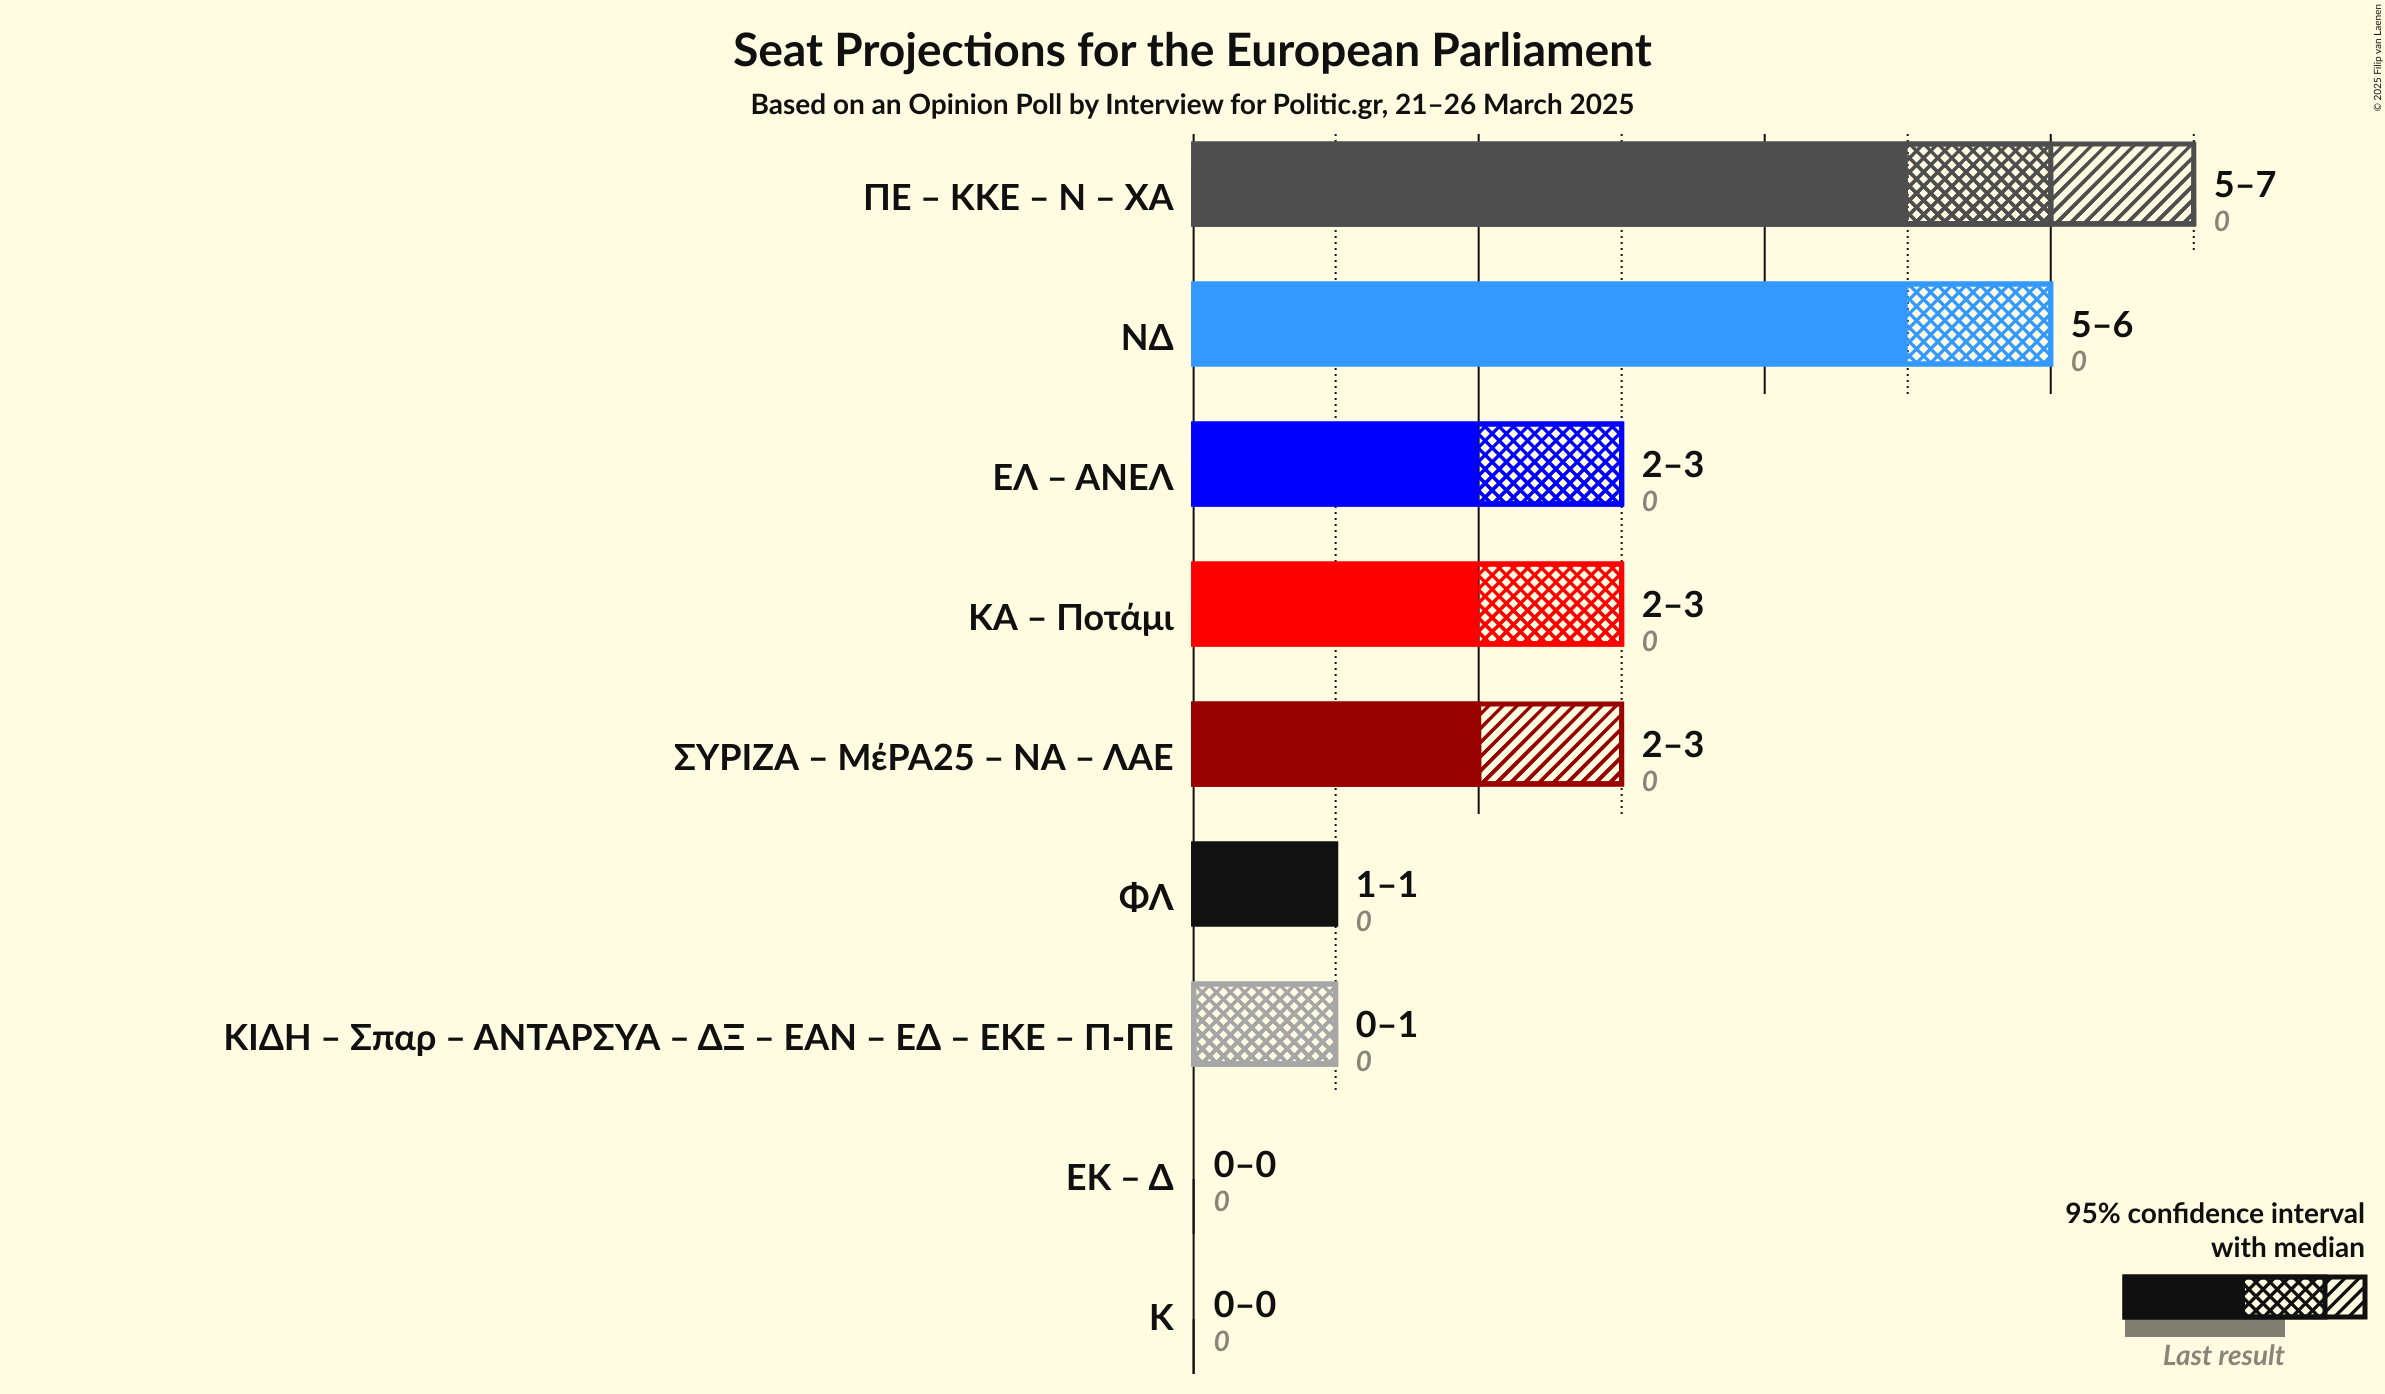 Seat Projections for the European Parliament
Based on an Opinion Poll by Interview for Politic.gr, 21–26 March 2025
© 2025 Filip van Laenen
ΠΕ – ΚΚΕ – Ν – ΧΑ
5–7
0
ΝΔ
5–6
0
ΕΛ – ΑΝΕΛ
2–3
0
ΚΑ – Ποτάμι
2–3
0
ΣΥΡΙΖΑ – ΜέΡΑ25 – ΝΑ – ΛΑΕ
2–3
0
ΦΛ
1–1
0
ΚΙΔΗ – Σπαρ – ΑΝΤΑΡΣΥΑ – ΔΞ – ΕΑΝ – ΕΔ – ΕΚΕ – Π-ΠΕ
0–1
0
ΕΚ – Δ
0–0
0
Κ
0–0
0
95% confidence interval
with median
Last result